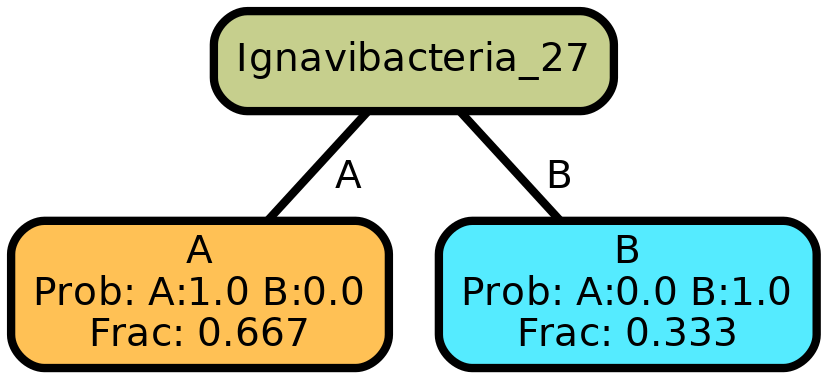 Ignavibacteria_27
A
B
A
Prob: A:1.0 B:0.0
Frac: 0.667
B
Prob: A:0.0 B:1.0
Frac: 0.333